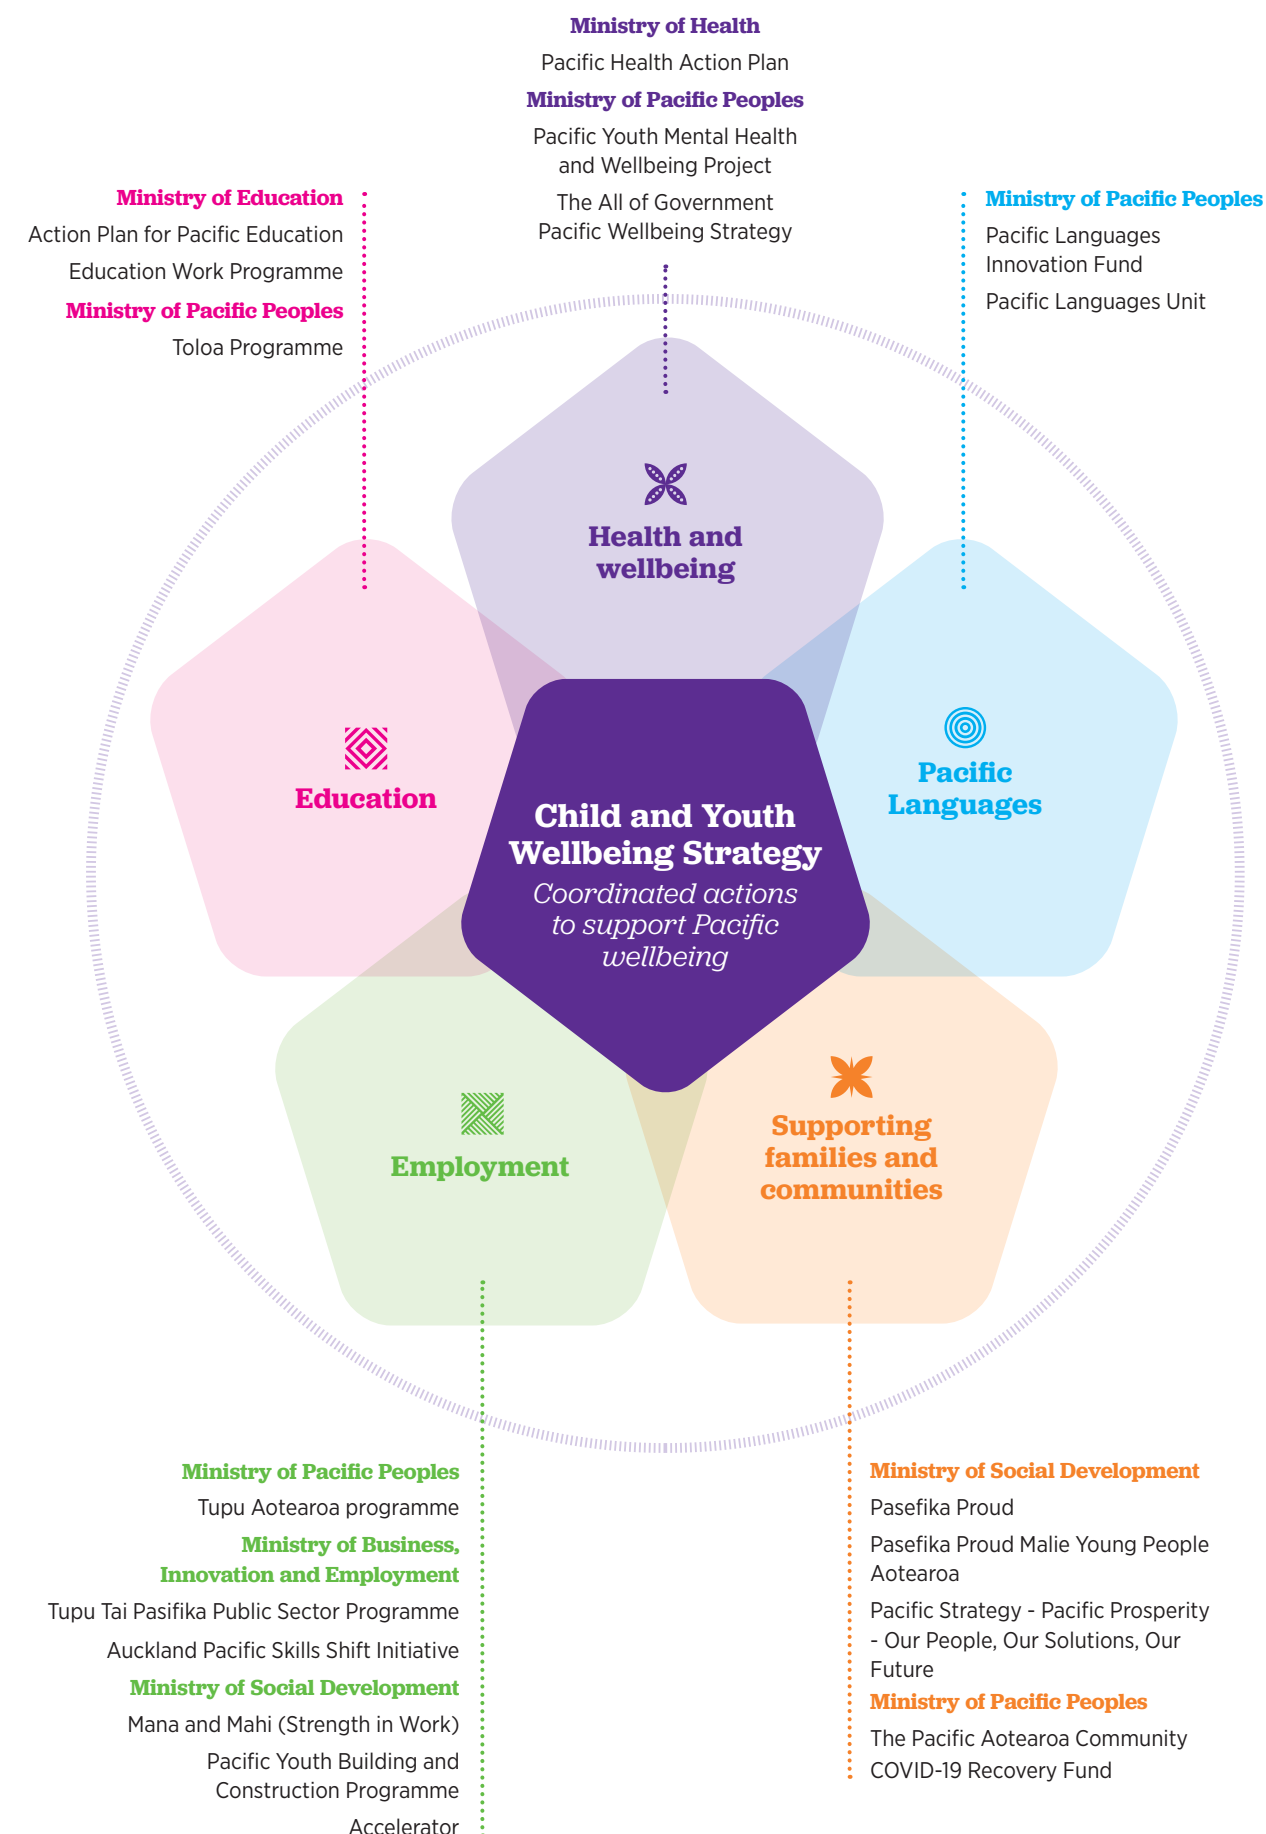 Ministry of Health
Pacific Health Action Plan
Ministry of Pacific Peoples
Pacific Youth Mental Health
and Wellbeing Project
The All of Government
Pacific Wellbeing Strategy
Ministry of Education
Action Plan for Pacific Education
Education Work Programme
Ministry of Pacific Peoples
Toloa Programme
Ministry of Pacific Peoples
Pacific Languages
Innovation Fund
Pacific Languages Unit
Health and
wellbeing
Education
Pacific
Languages
Child and Youth
Wellbeing Strategy
Coordinated actions
to support Pacific
wellbeing
Employment
Supporting
families and
communities
Ministry of Pacific Peoples
Tupu Aotearoa programme
Ministry of Business,
Innovation and Employment
Tupu Tai Pasifika Public Sector Programme
Auckland Pacific Skills Shift Initiative
Ministry of Social Development
Mana and Mahi (Strength in Work)
Pacific Youth Building and
Construction Programme
Accelerator
Ministry of Social Development
Pasefika Proud
Pasefika Proud Malie Young People
Aotearoa
Pacific Strategy - Pacific Prosperity
- Our People, Our Solutions, Our
Future
Ministry of Pacific Peoples
The Pacific Aotearoa Community
COVID-19 Recovery Fund